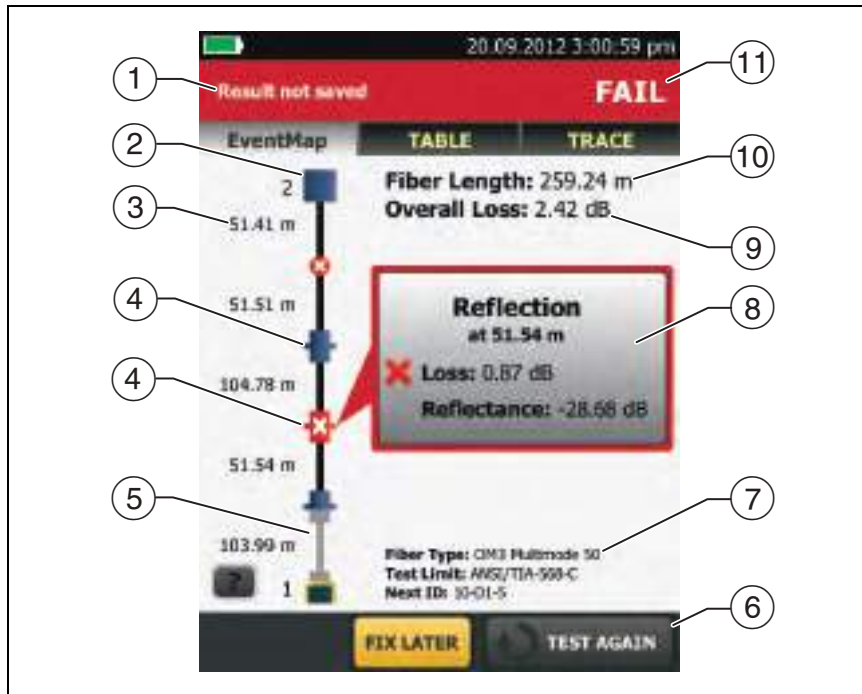 20.09.2012 3:00:59 pm
1
Result not saved
FAIL
11
EventMap
TABLE
TRACE
2
2
Fiber Length: 259.24 m
10
3
51.41 m
Overall Loss: 2.42 dB
9
4
51.51 m
Reflection
8
at 51.54 m
4
104.78 m
Loss: 0.87 dB
Reflectance: -28.68 dB
51.54 m
5
7
103.99 m
Fiber Type: OM3 Multimode 50
Test Limit: ANSI/TIA-568-C
?
1
Next ID: 10-D1-S
6
FIX LATER
TEST AGAIN